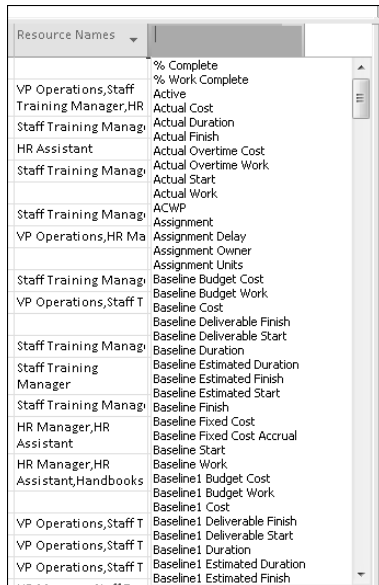 Resource Names
VP Operations,Staff
Training Manager,HR
Staff Training Manag
HR Assistant
Staff Training Manag
Staff Training Manag
VP Operations,HR Ma
Staff Training Manag
VP Operations,Staff T
Staff Training Manag
Staff Training
Manager
Staff Training Manag
HR Manager,HR
Assistant
HR Manager,HR
Assistant,Handbooks
VP Operations,Staff T
VP Operations,Staff T
VP Operations,Staff T
% Complete
% Work Complete
Active
Actual Cost
Actual Duration
Actual Finish
Actual Overtime Cost
Actual Overtime Work
Actual Start
Actual Work
ACWP
Assignment
Assignment Delay
Assignment Owner
Assignment Units
Baseline Budget Cost
Baseline Budget Work
Baseline Cost
Baseline Deliverable Finish
Baseline Deliverable Start
Baseline Duration
Baseline Estimated Duration
Baseline Estimated Finish
Baseline Estimated Start
Baseline Finish
Baseline Fixed Cost
Baseline Fixed Cost Accrual
Baseline Start
Baseline Work
Baseline1 Budget Cost
Baseline1 Budget Work
Baseline1 Cost
Baseline1 Deliverable Finish
Baseline1 Deliverable Start
Baseline1 Duration
Baseline1 Estimated Duration
Baseline1 Estimated Finish